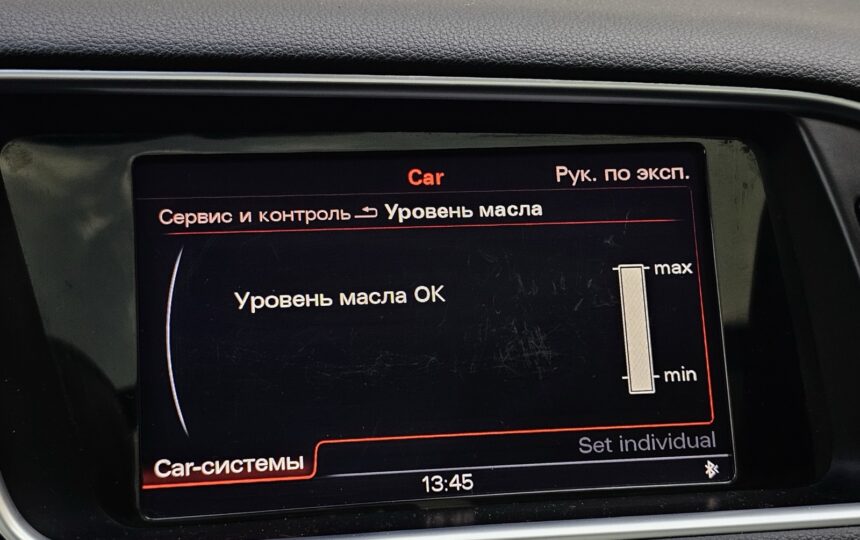 Car
Рук. по эксп.
Сервис и контроль Уровень масла
Уровень масла OK
max
min
Set individual
Car-системы
13:45